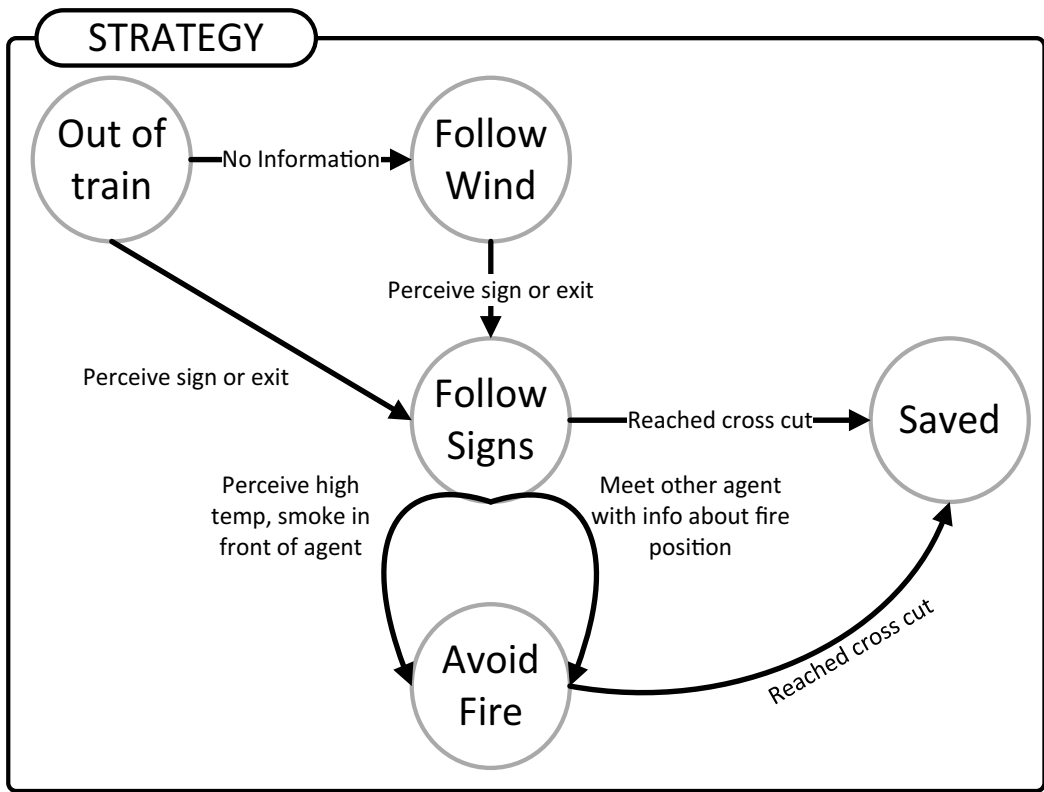 STRATEGY
Out of
train
No Information
Follow
Wind
Perceive sign or exit
Perceive sign or exit
Follow
Signs
Reached cross cut
Saved
Perceive high
temp, smoke in
front of agent
Meet other agent
with info about fire
position
Avoid
Fire
Reached cross cut